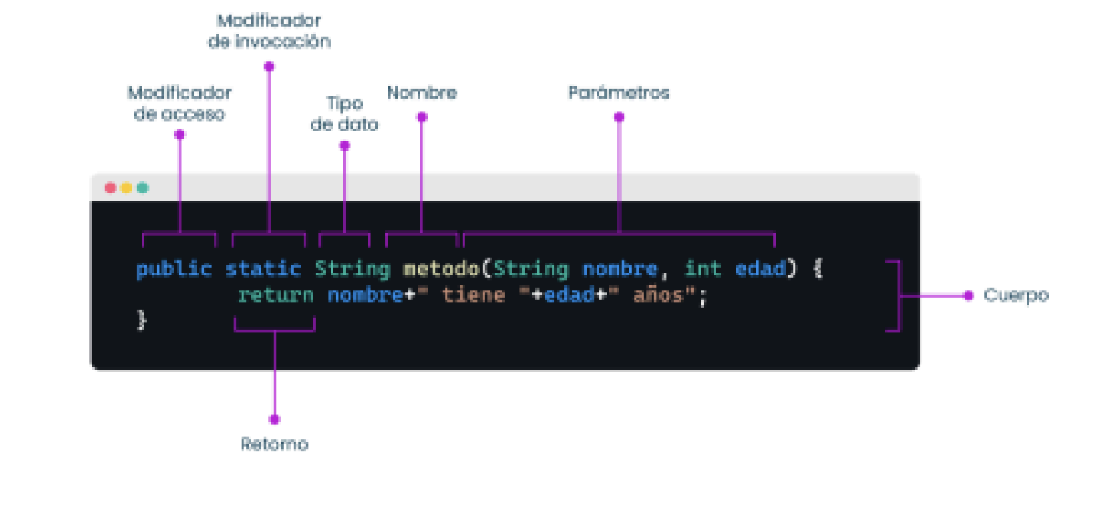 Modificador
de invocación
Modificador
de acceso
Tipo
de dato
Nombre
Parámetros
public static String metodo(String nombre, int edad) {
return nombre+" tiene "+edad+" años";
}
Cuerpo
Retorno